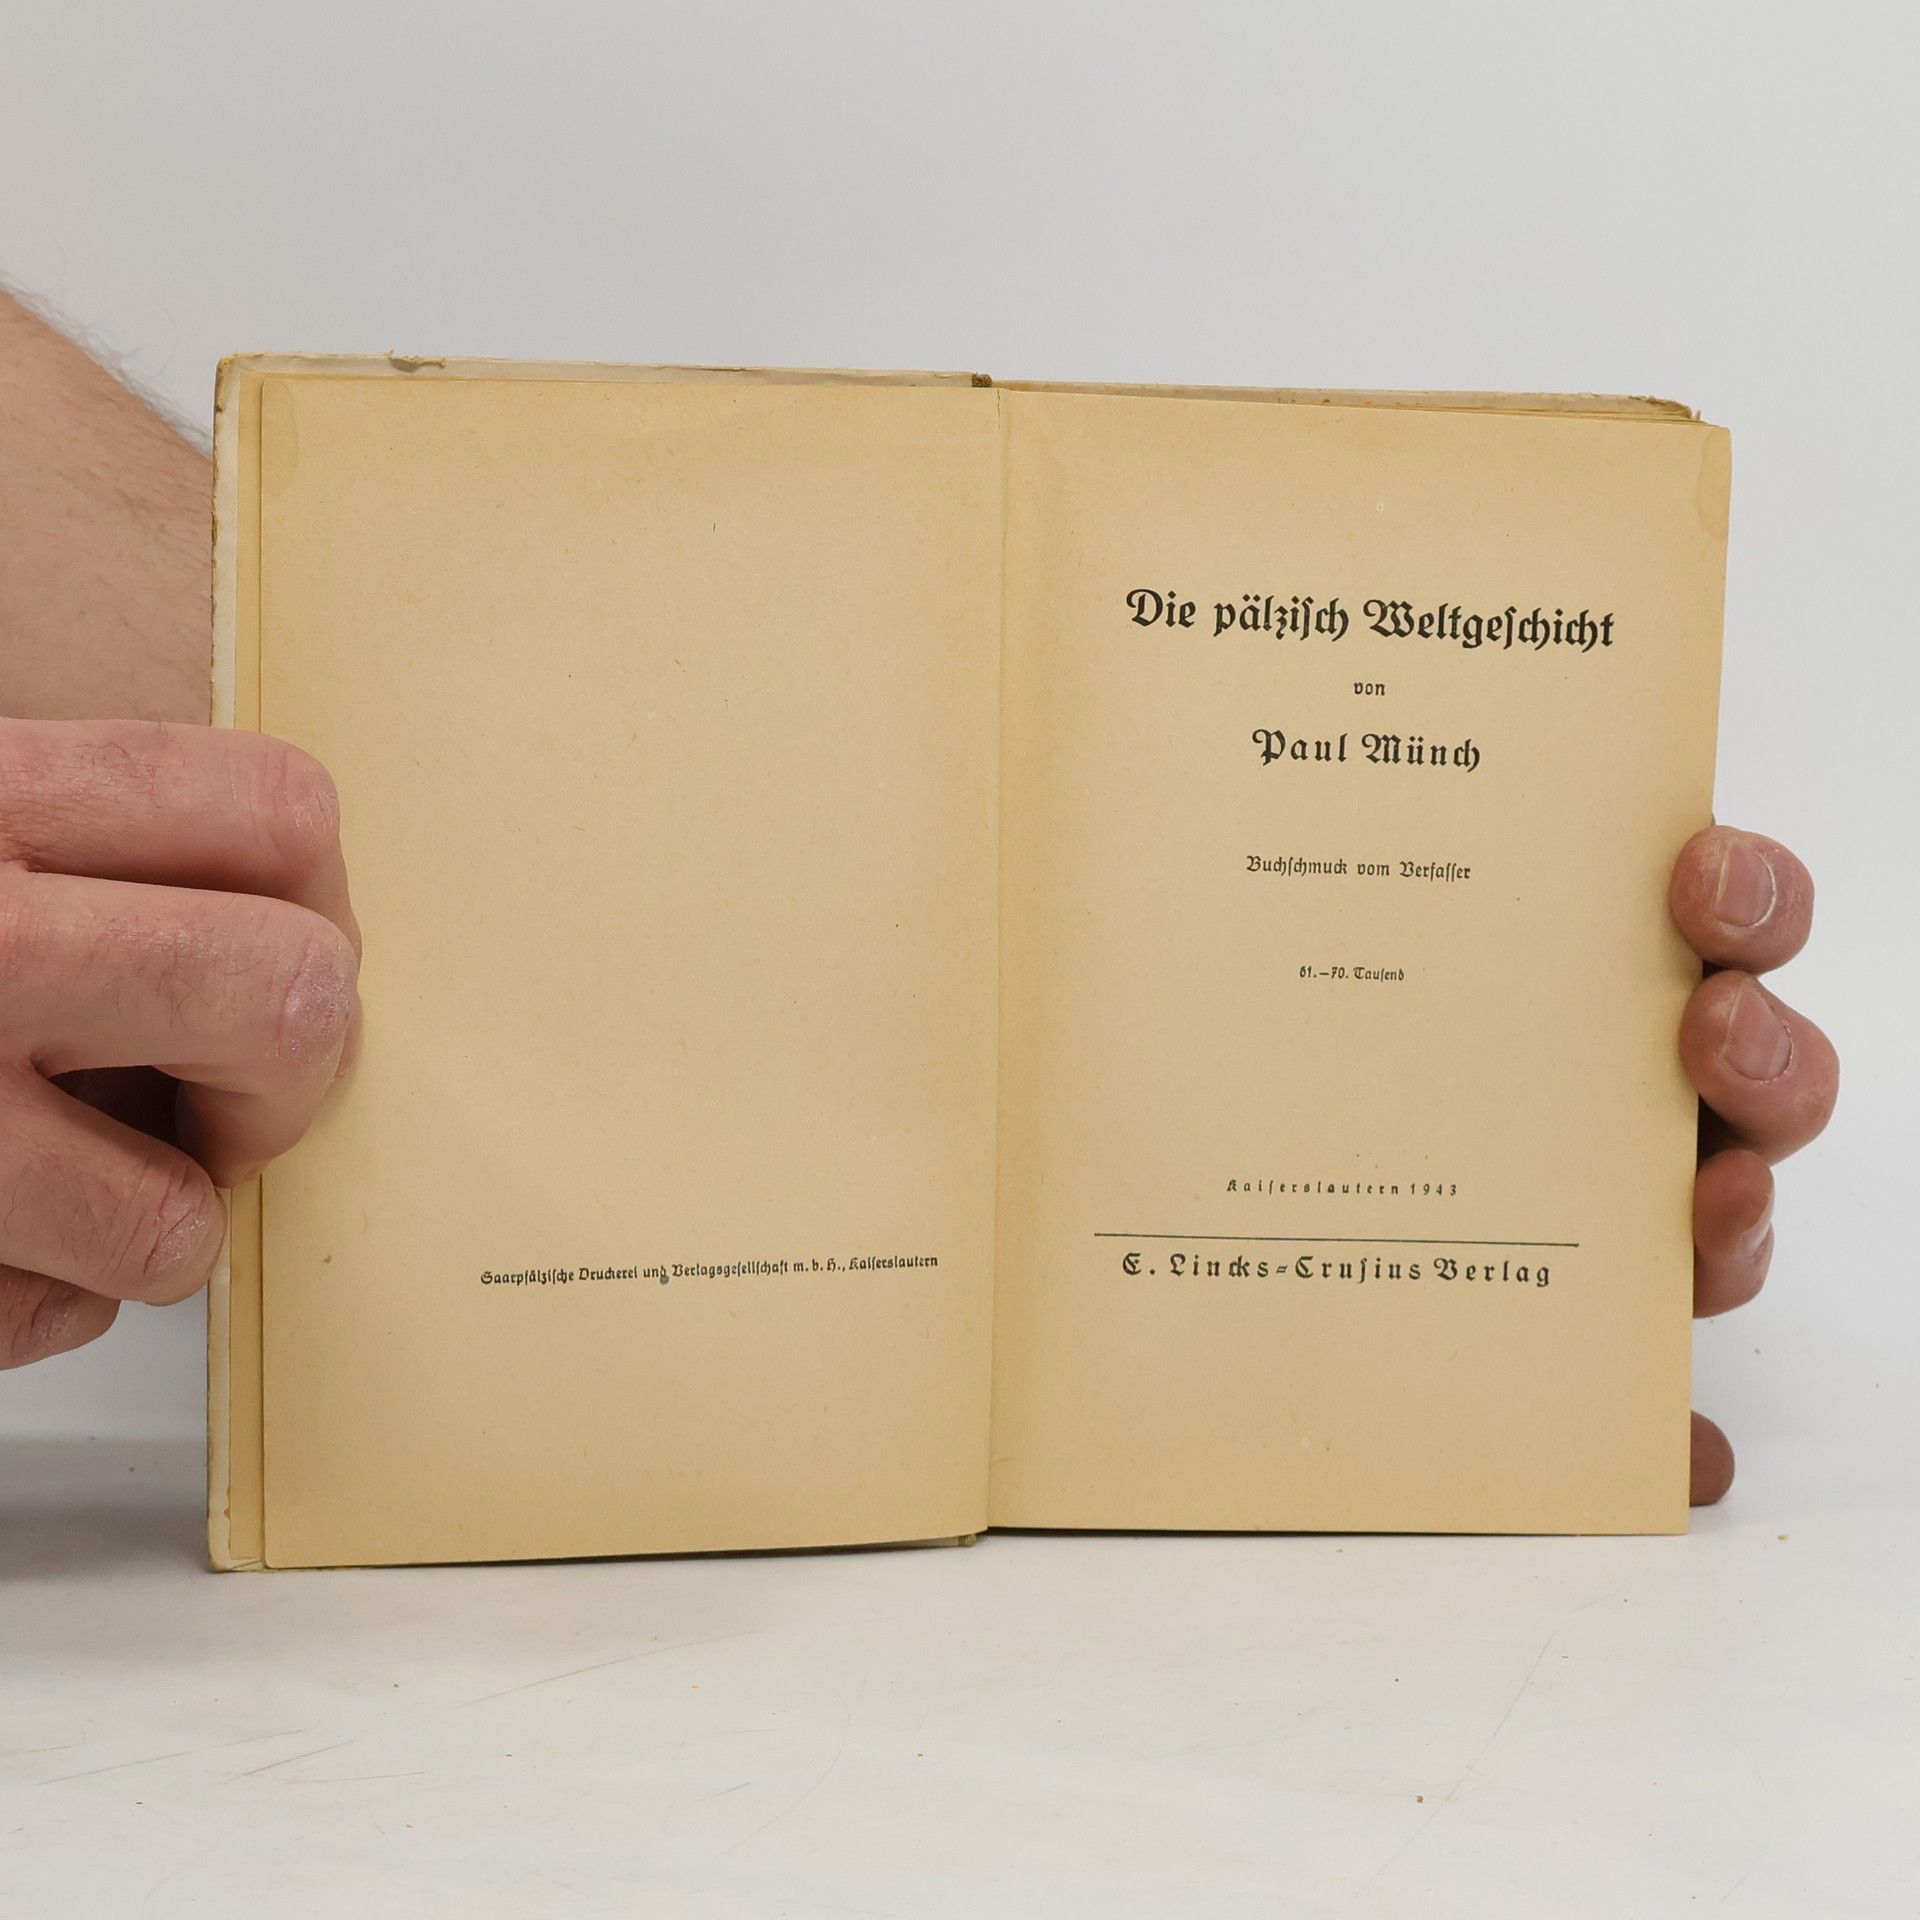 Saarpfälzische Druckerei und Verlagsgesellschaft m. b. H., Kaiserslautern
Die pälzisch Weltgeschicht
von
Paul Münch
Buchschmuck vom Verfasser
61.–70. Tausend
Kaiserslautern 1943
E. Lincks-Crusius Verlag